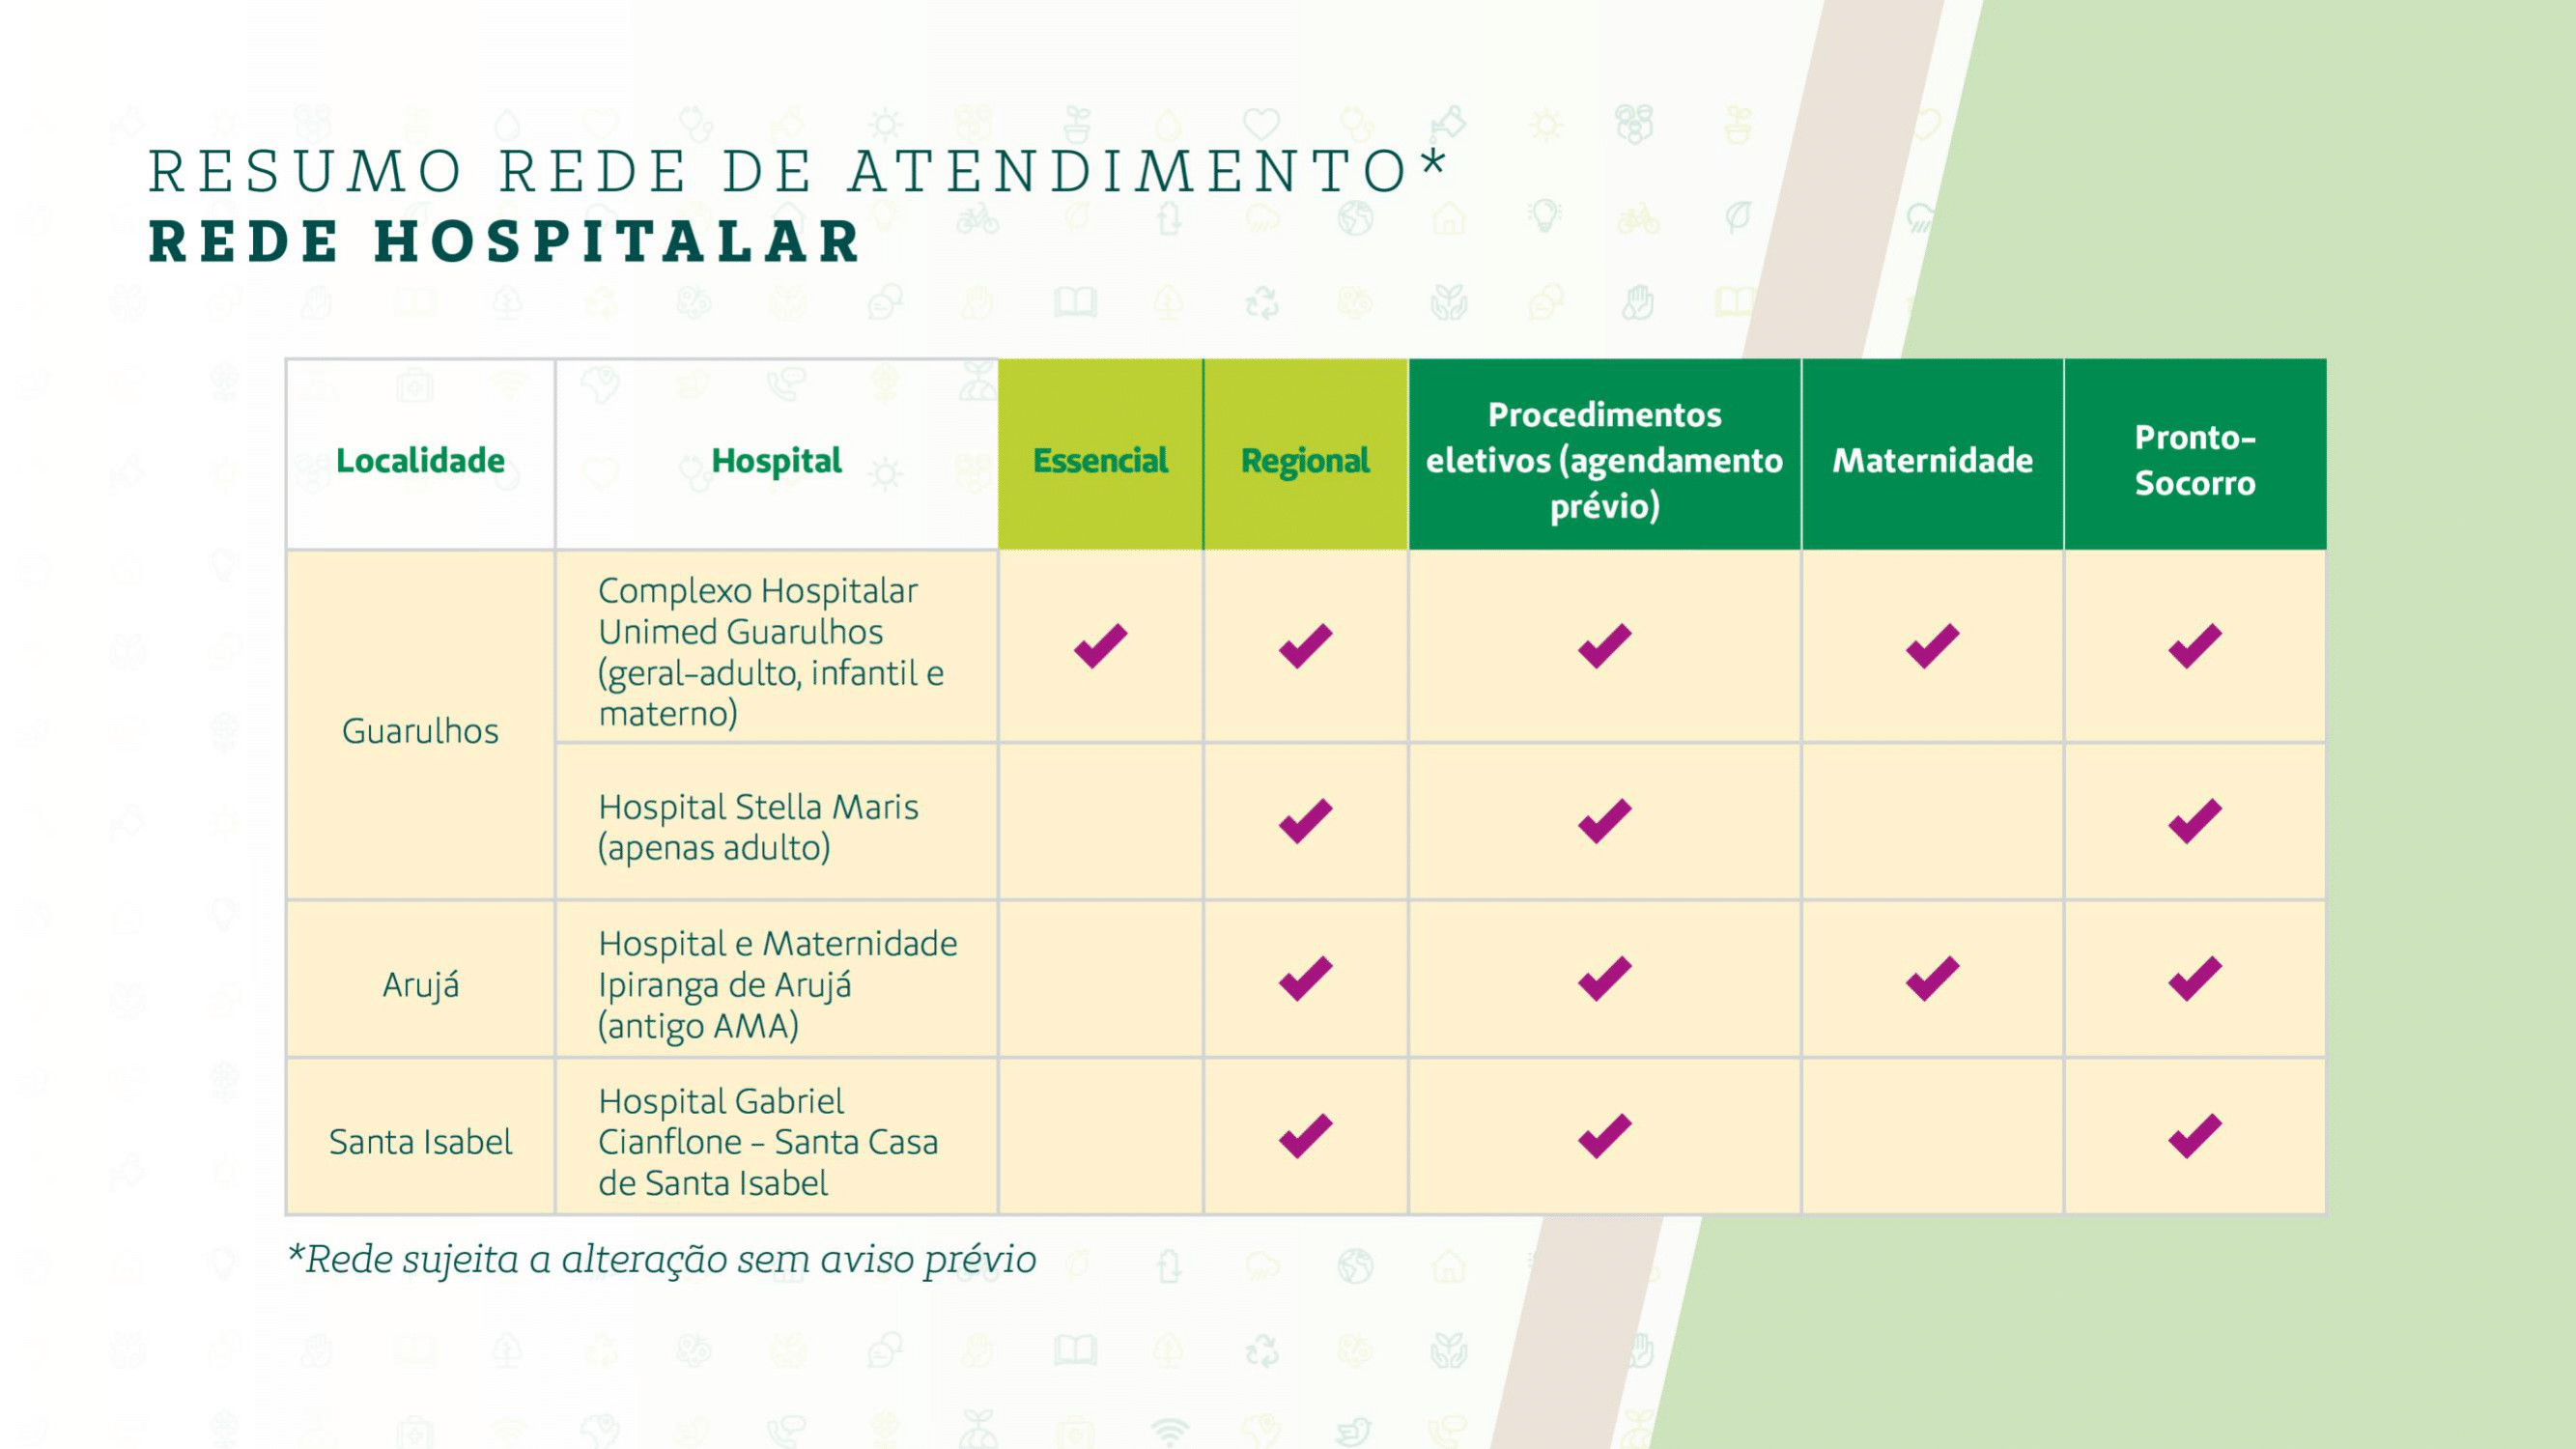 RESUMO REDE DE ATENDIMENTO*
REDE HOSPITALAR
Localidade
Hospital
Essencial
Regional
Procedimentos
eletivos (agendamento
prévio)
Maternidade
Pronto-
Socorro
Guarulhos
Complexo Hospitalar
Unimed Guarulhos
(geral-adulto, infantil e
materno)
Hospital Stella Maris
(apenas adulto)
Arujá
Hospital e Maternidade
Ipiranga de Arujá
(antigo AMA)
Santa Isabel
Hospital Gabriel
Cianflone - Santa Casa
de Santa Isabel
*Rede sujeita a alteração sem aviso prévio